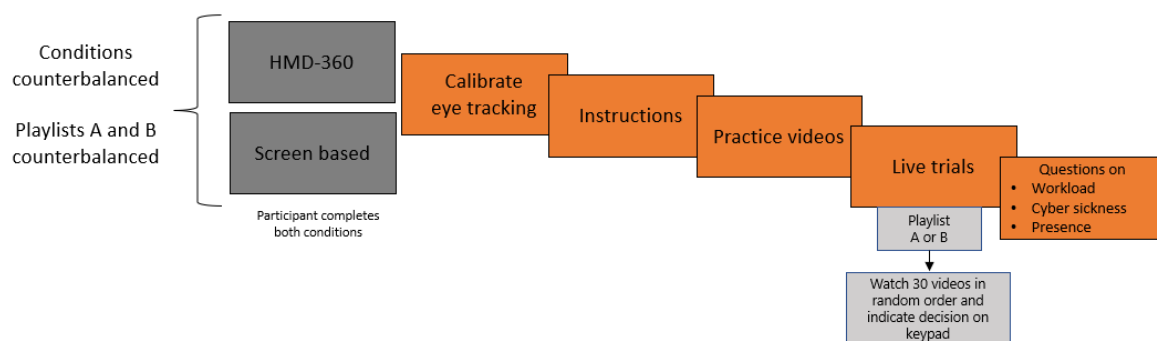 Conditions
counterbalanced
Playlists A and B
counterbalanced
HMD-360
Screen based
Participant completes
both conditions
Calibrate
eye tracking
Instructions
Practice videos
Live trials
Playlist
A or B
Watch 30 videos in
random order and
indicate decision on
keypad
Questions on
• Workload
• Cyber sickness
• Presence